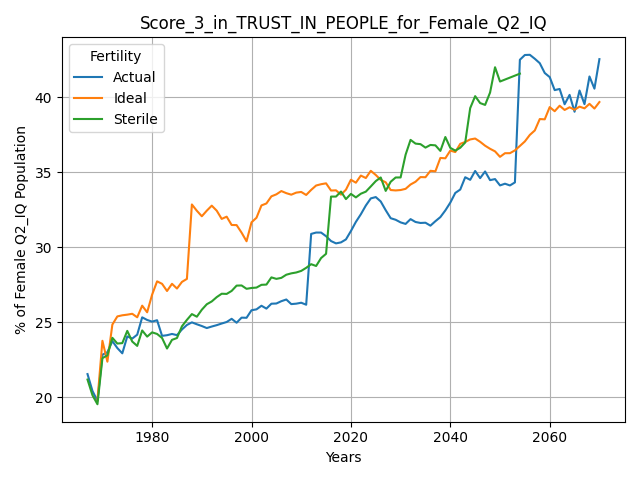 Score_3_in_TRUST_IN_PEOPLE_for_Female_Q2_IQ
Fertility
Actual
Ideal
Sterile
% of Female Q2_IQ Population
40
35
30
25
20
1980
2000
2020
2040
2060
Years